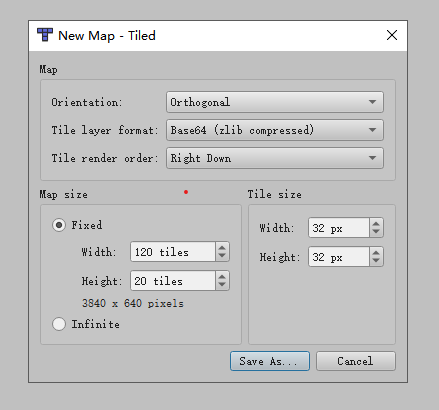 New Map - Tiled
Map
Orientation: Orthogonal
Tile layer format: Base64 (zlib compressed)
Tile render order: Right Down
Map size
Fixed
Width: 120 tiles
Height: 20 tiles
3840 x 640 pixels
Infinite
Tile size
Width: 32 px
Height: 32 px
Save As...
Cancel